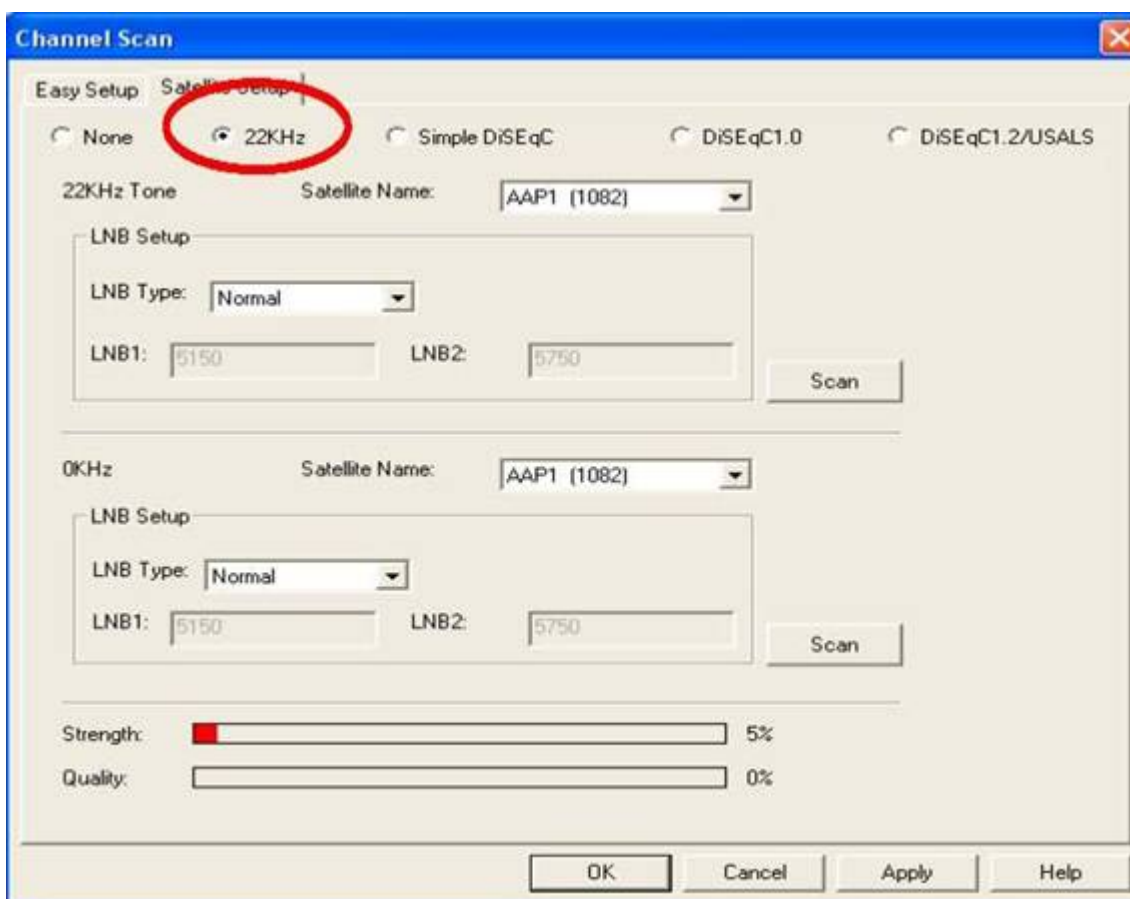 Channel Scan
Easy Setup Satellite Setup
None 22KHz Simple DiSEqC DiSEqC1.0 DiSEqC1.2/USALS
22KHz Tone Satellite Name: AAP1 (1082)
LNB Setup
LNB Type: Normal
LNB1: 5150 LNB2: 5750
Scan
0KHz Satellite Name: AAP1 (1082)
LNB Setup
LNB Type: Normal
LNB1: 5150 LNB2: 5750
Scan
Strength: 5%
Quality: 0%
OK Cancel Apply Help